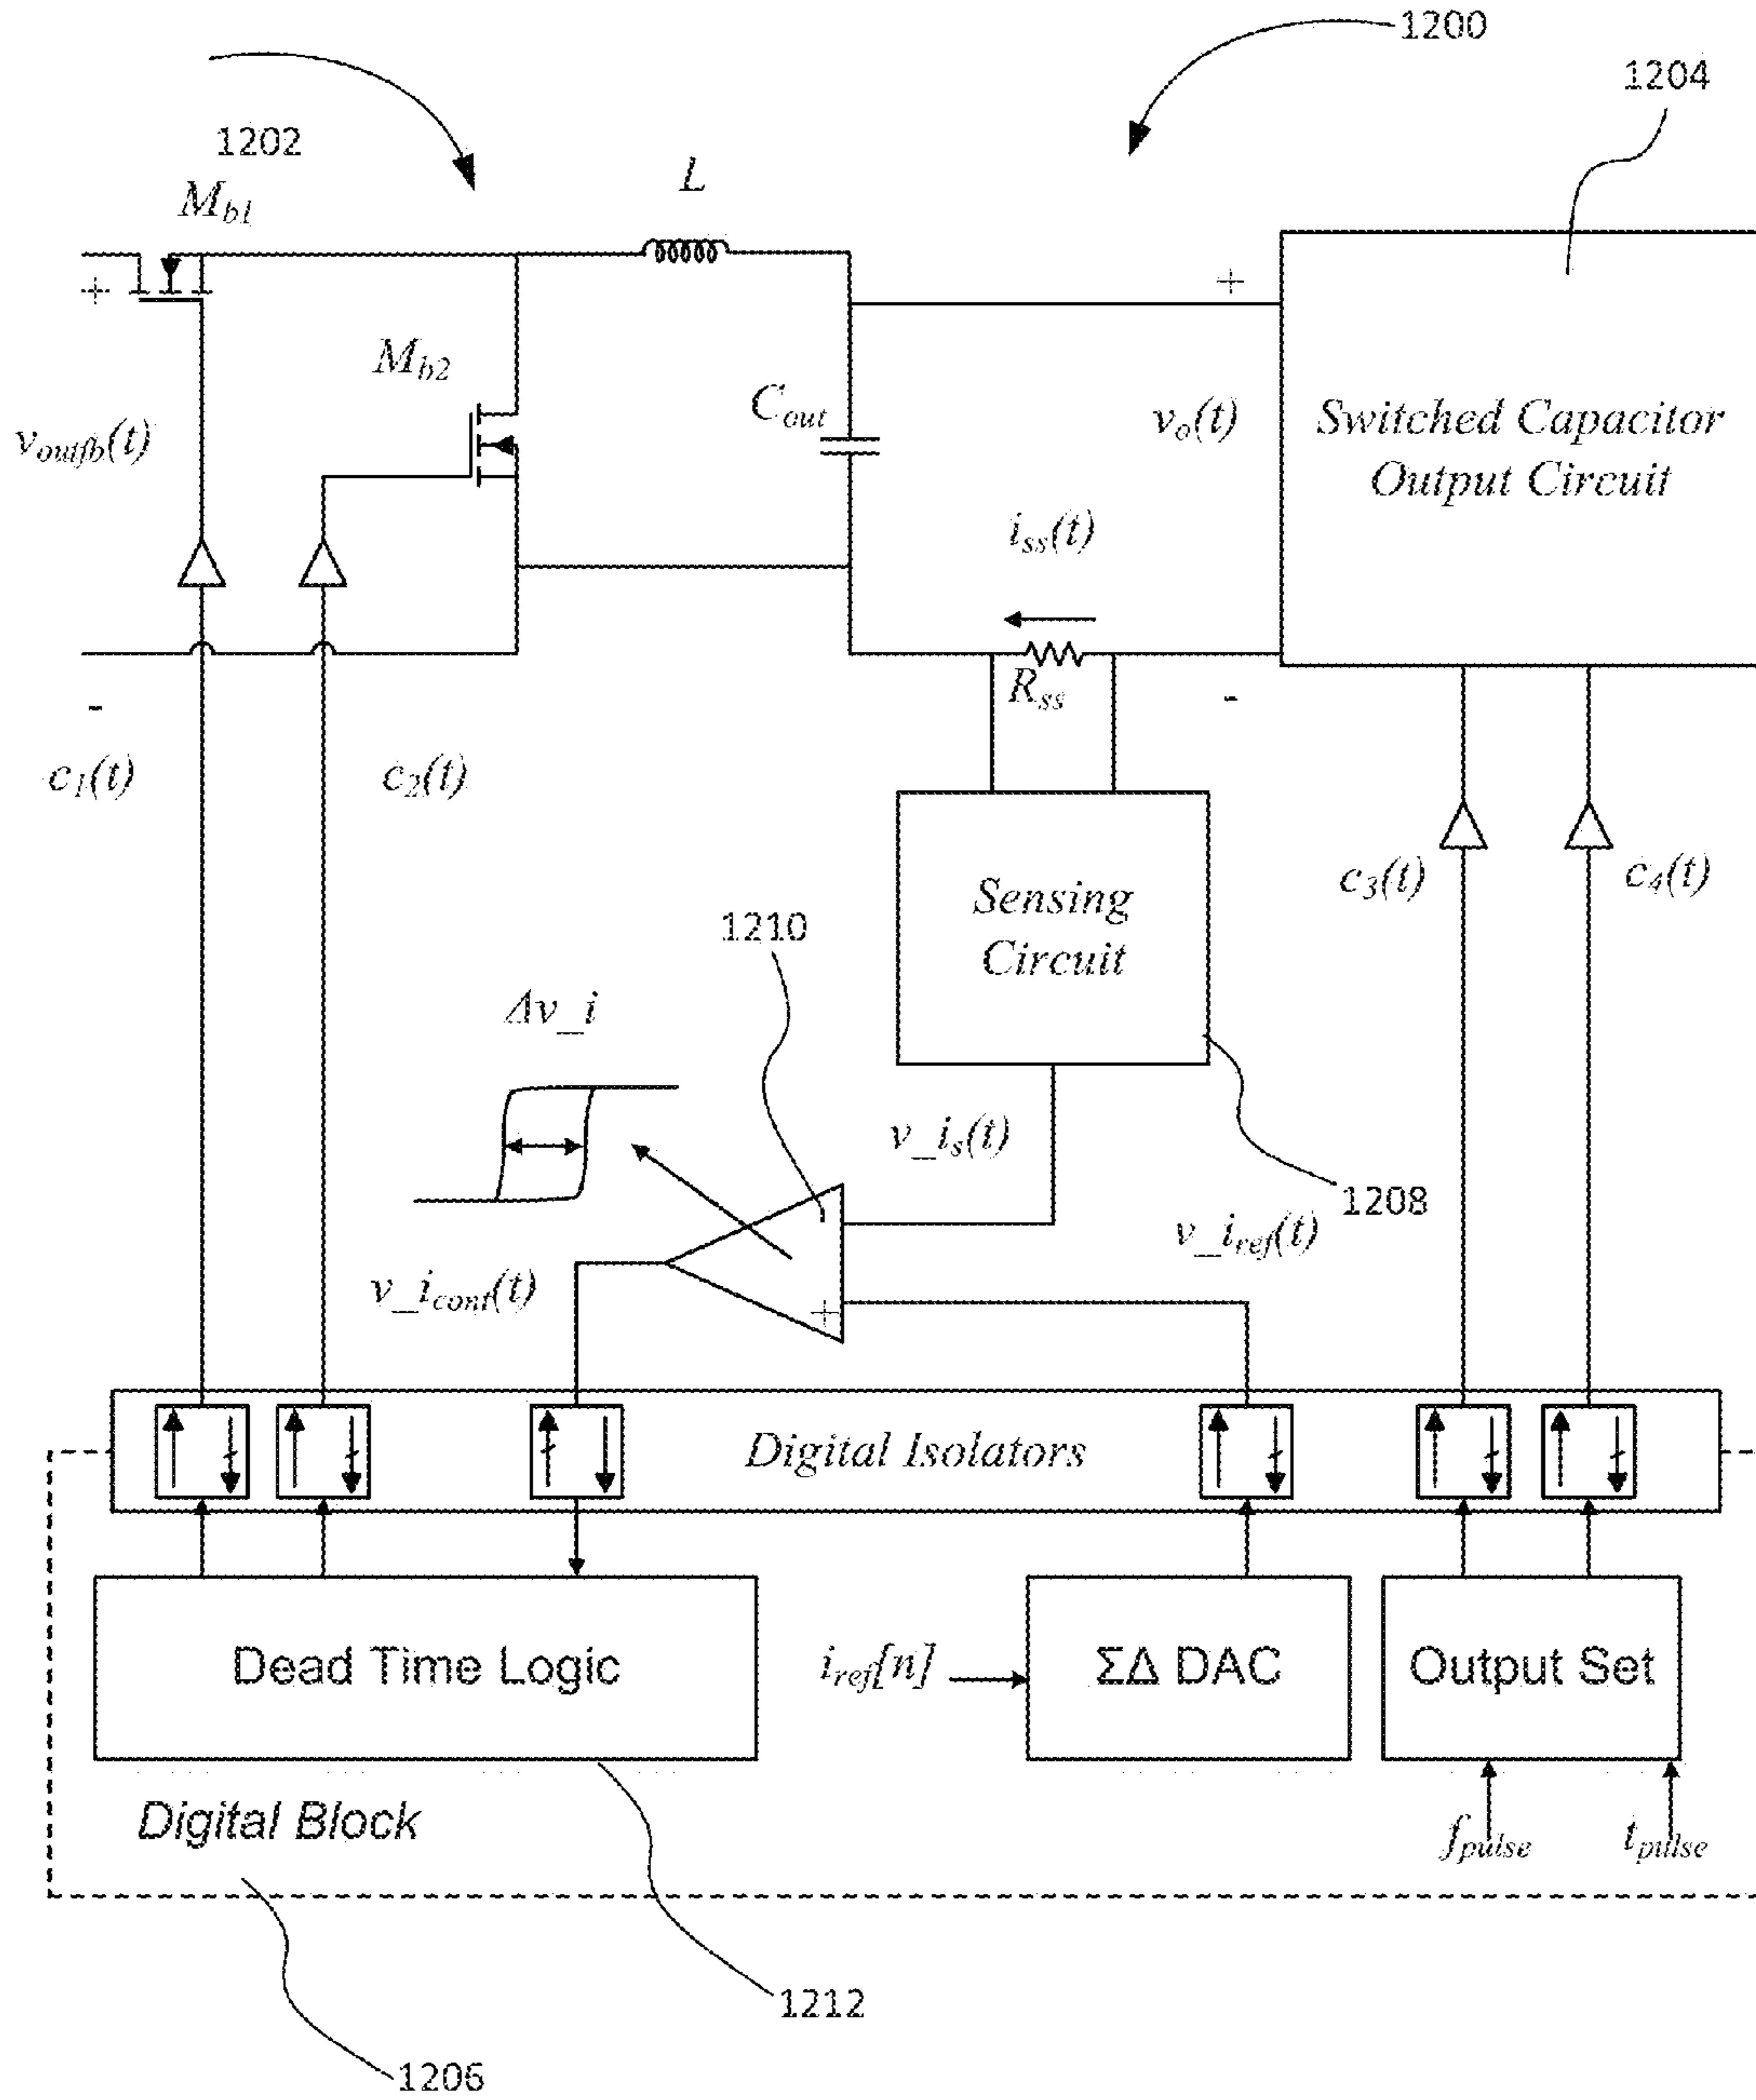 1200
1204
1202
L
M_b1
M_b2
+
+
C_out
v_outfb(t)
v_o(t)
Switched Capacitor
Output Circuit
i_ss(t)
R_ss
-
-
c_1(t)
c_2(t)
c_3(t)
c_4(t)
Sensing
Circuit
1210
Δv_i
v_i_s(t)
1208
-
v_i_ref(t)
v_i_cont(t)
+
Digital Isolators
Dead Time Logic
i_ref[n]
ΣΔ DAC
Output Set
Digital Block
f_pulse
t_pulse
1212
1206